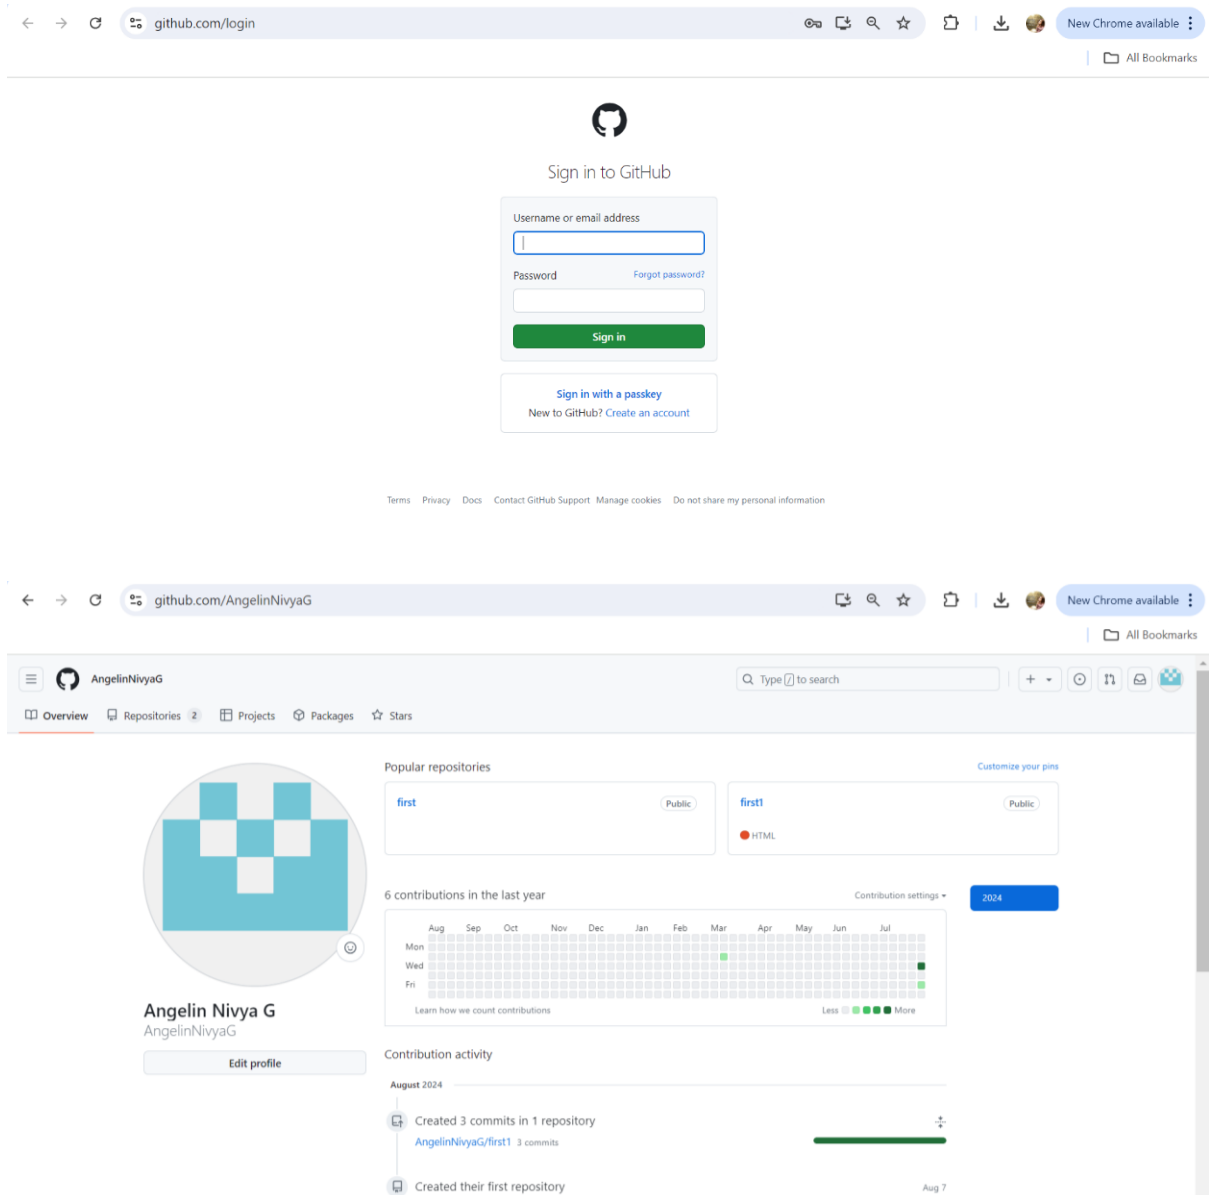 github.com/login
New Chrome available
All Bookmarks
Sign in to GitHub
Username or email address
Password Forgot password?
Sign in
Sign in with a passkey
New to GitHub? Create an account
Terms Privacy Docs Contact GitHub Support Manage cookies Do not share my personal information
github.com/AngelinNivyaG
New Chrome available
All Bookmarks
AngelinNivyaG
Type / to search
Overview Repositories 2 Projects Packages Stars
Popular repositories Customize your pins
first Public
first1 Public
HTML
6 contributions in the last year Contribution settings
2024
Aug Sep Oct Nov Dec Jan Feb Mar Apr May Jun Jul
Mon
Wed
Fri
Learn how we count contributions Less More
Angelin Nivya G
AngelinNivyaG
Edit profile
Contribution activity
August 2024
Created 3 commits in 1 repository
AngelinNivyaG/first1 3 commits
Created their first repository Aug 7